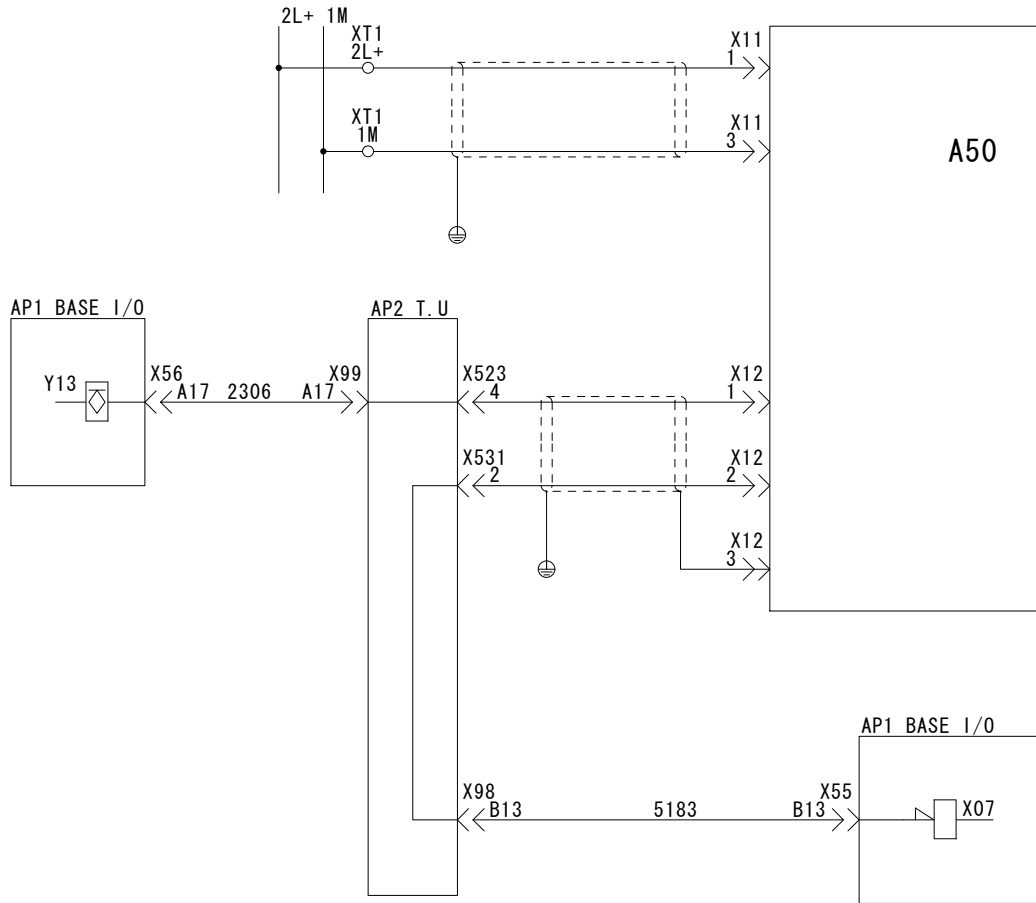 2L+ 1M
XT1
2L+
X11
1
XT1
1M
X11
3
A50
AP1 BASE I/O
AP2 T.U
Y13
X56
A17 2306 A17
X99
X523
4
X12
1
X531
2
X12
2
X12
3
AP1 BASE I/O
X98
B13 5183 B13
X55
X07